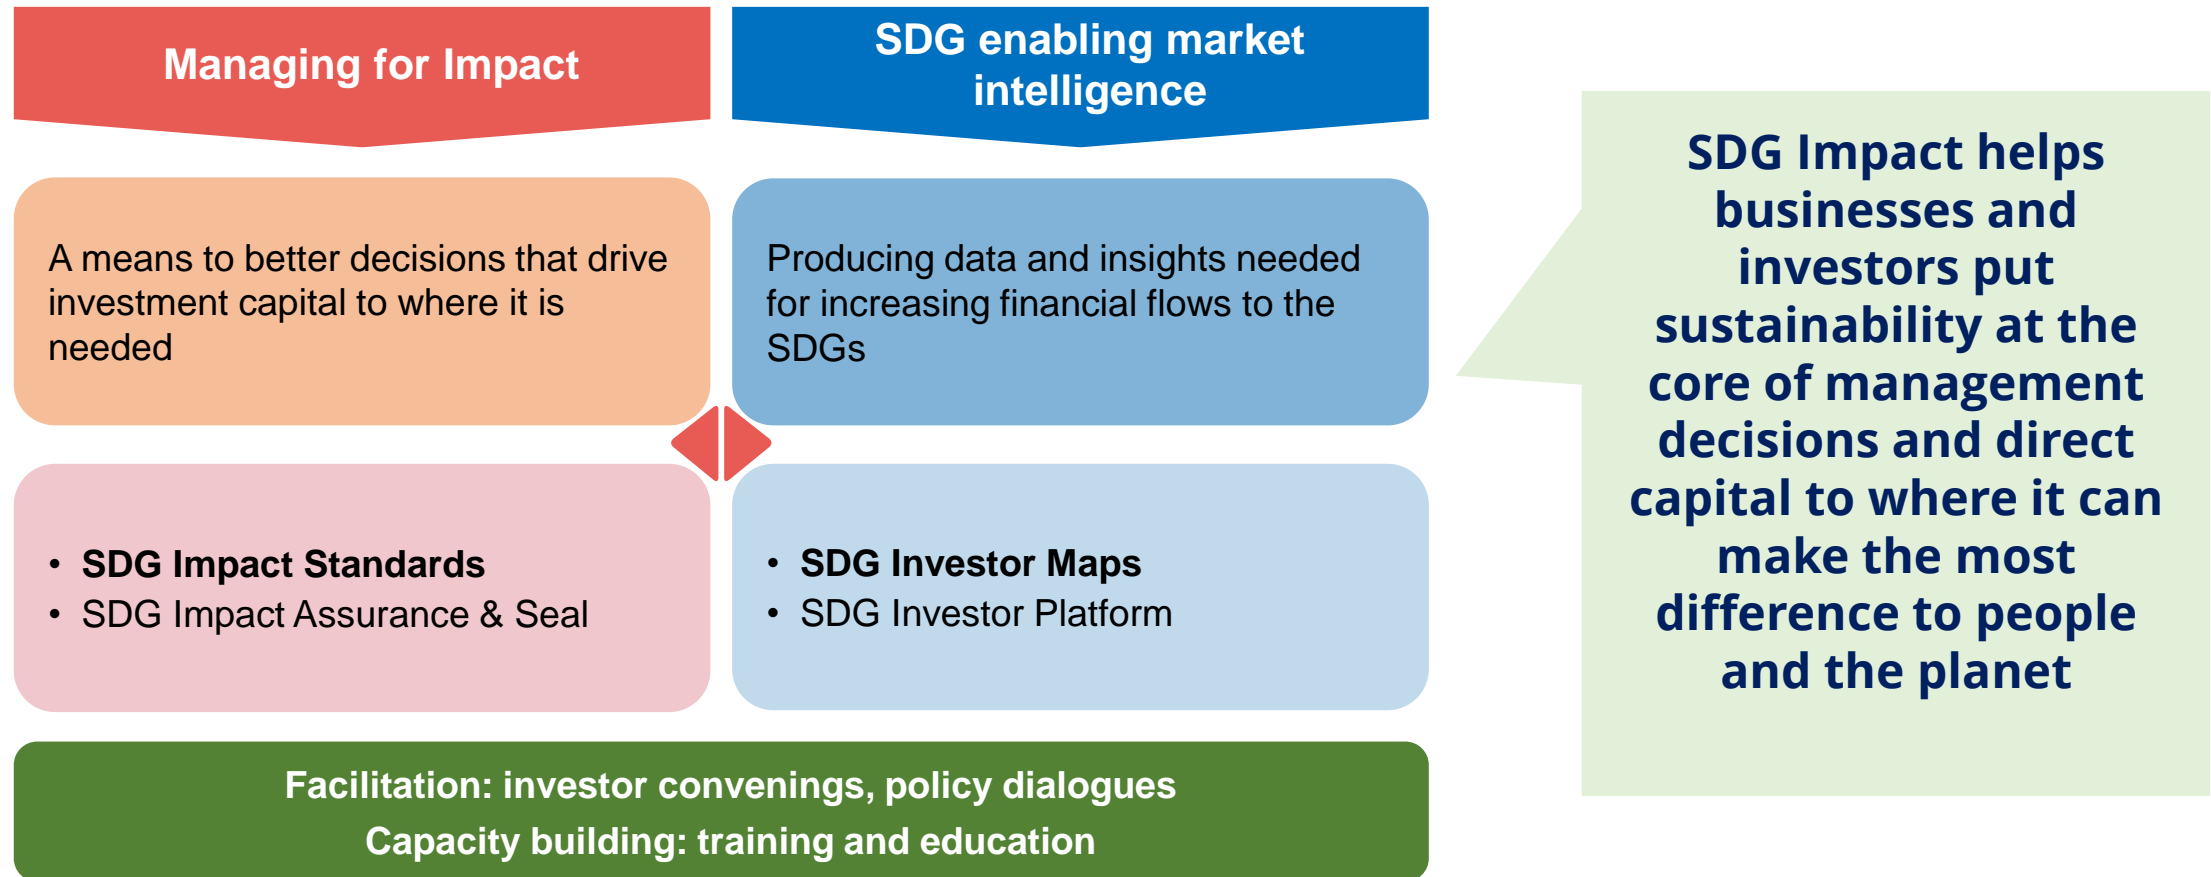 Managing for Impact
SDG enabling market
intelligence
A means to better decisions that drive
investment capital to where it is
needed
Producing data and insights needed
for increasing financial flows to the
SDGs
• SDG Impact Standards
• SDG Impact Assurance & Seal
• SDG Investor Maps
• SDG Investor Platform
Facilitation: investor convenings, policy dialogues
Capacity building: training and education
SDG Impact helps
businesses and
investors put
sustainability at the
core of management
decisions and direct
capital to where it can
make the most
difference to people
and the planet